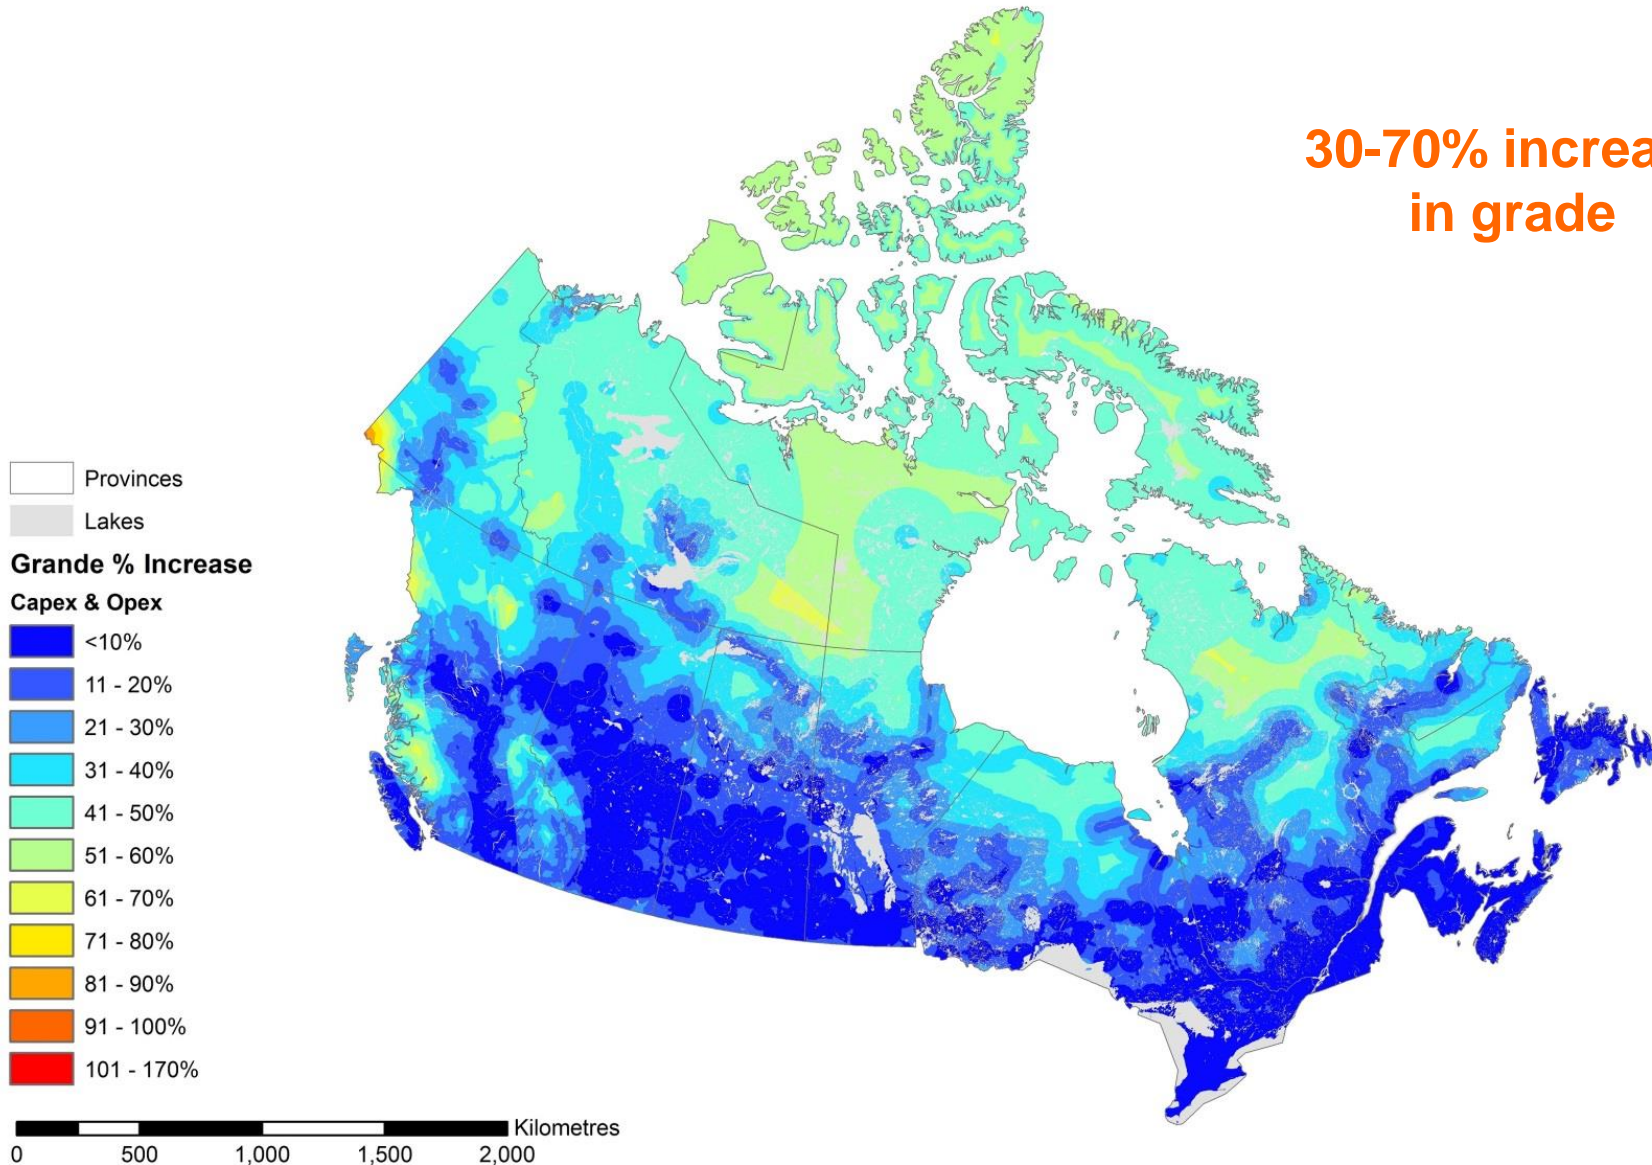 30-70% increa
in grade
Provinces
Lakes
Grande % Increase
Capex & Opex
<10%
11 - 20%
21 - 30%
31 - 40%
41 - 50%
51 - 60%
61 - 70%
71 - 80%
81 - 90%
91 - 100%
101 - 170%
Kilometres
0 500 1,000 1,500 2,000